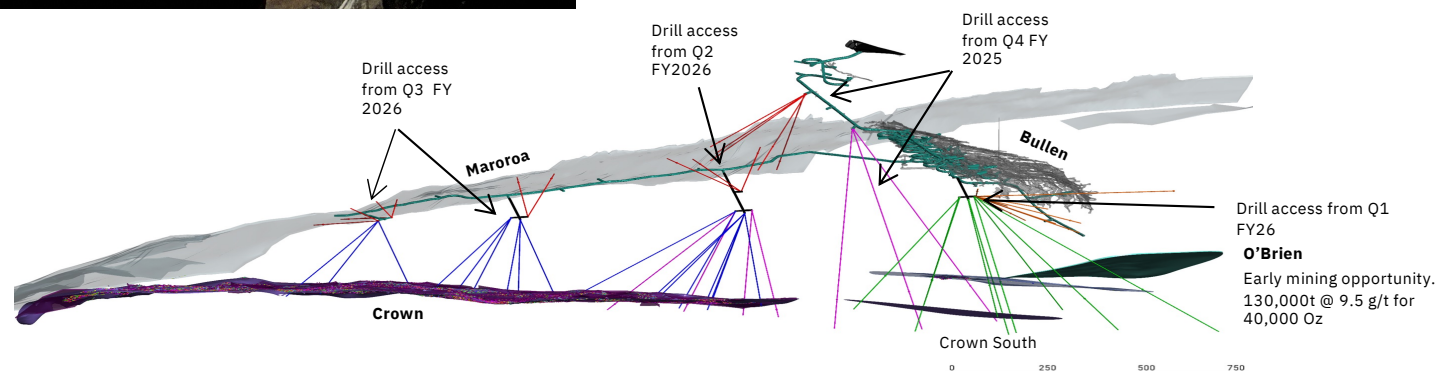 Drill access
from Q4 FY
2025
Drill access
from Q2
FY2026
Drill access
from Q3 FY
2026
Maroroa
Bullen
Drill access from Q1
FY26
O'Brien
Early mining opportunity.
130,000t @ 9.5 g/t for
40,000 Oz
Crown
Crown South
0 250 500 750